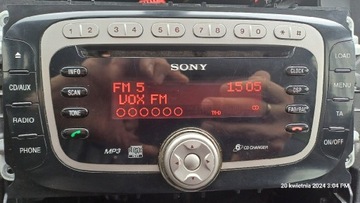 1 2 3 4 5 6 7 8 9 0 * #
SONY
INFO
CLOCK
LOAD
CD/AUX
SCAN
FM 5
15:05
DSP
MENU
VOX FM
RADIO
TONE
TA
PHONE
MP3
6 CD CHANGER
ON/OFF
20 kwietnia 2024 3:04 PM